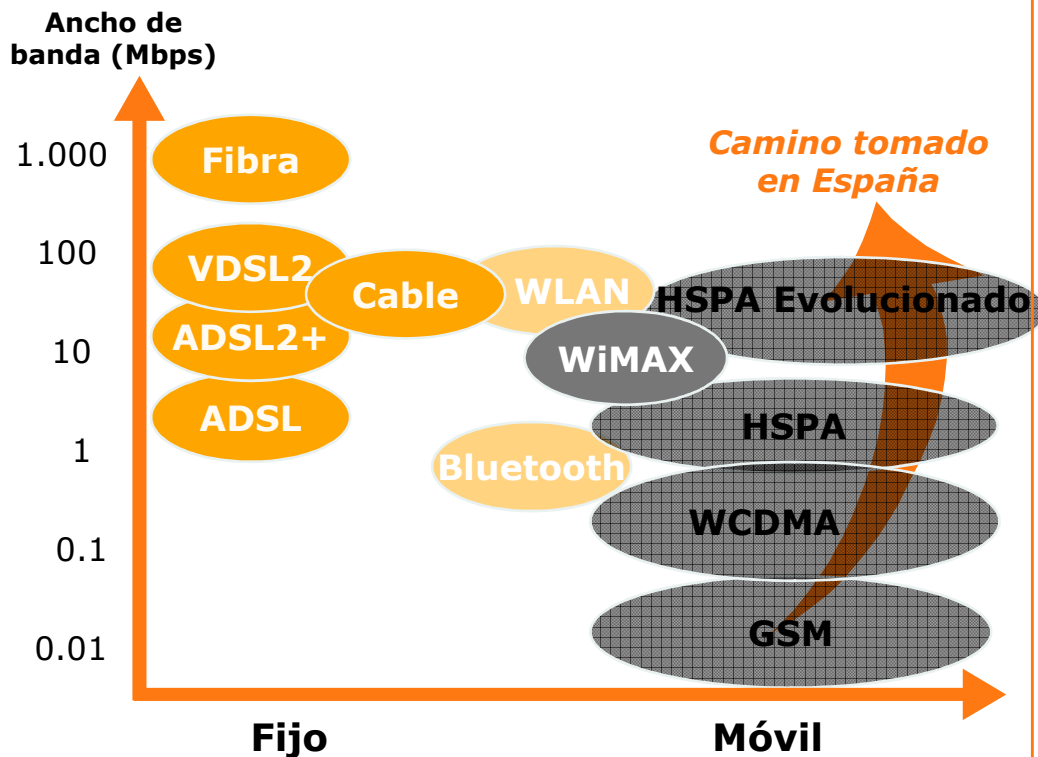 Ancho de
banda (Mbps)
1.000
Fibra
Camino tomado
en España
100
VDSL2
Cable
WLAN
HSPA Evolucionado
10
ADSL2+
WiMAX
ADSL
HSPA
1
Bluetooth
WCDMA
0.1
GSM
0.01
Fijo
Móvil